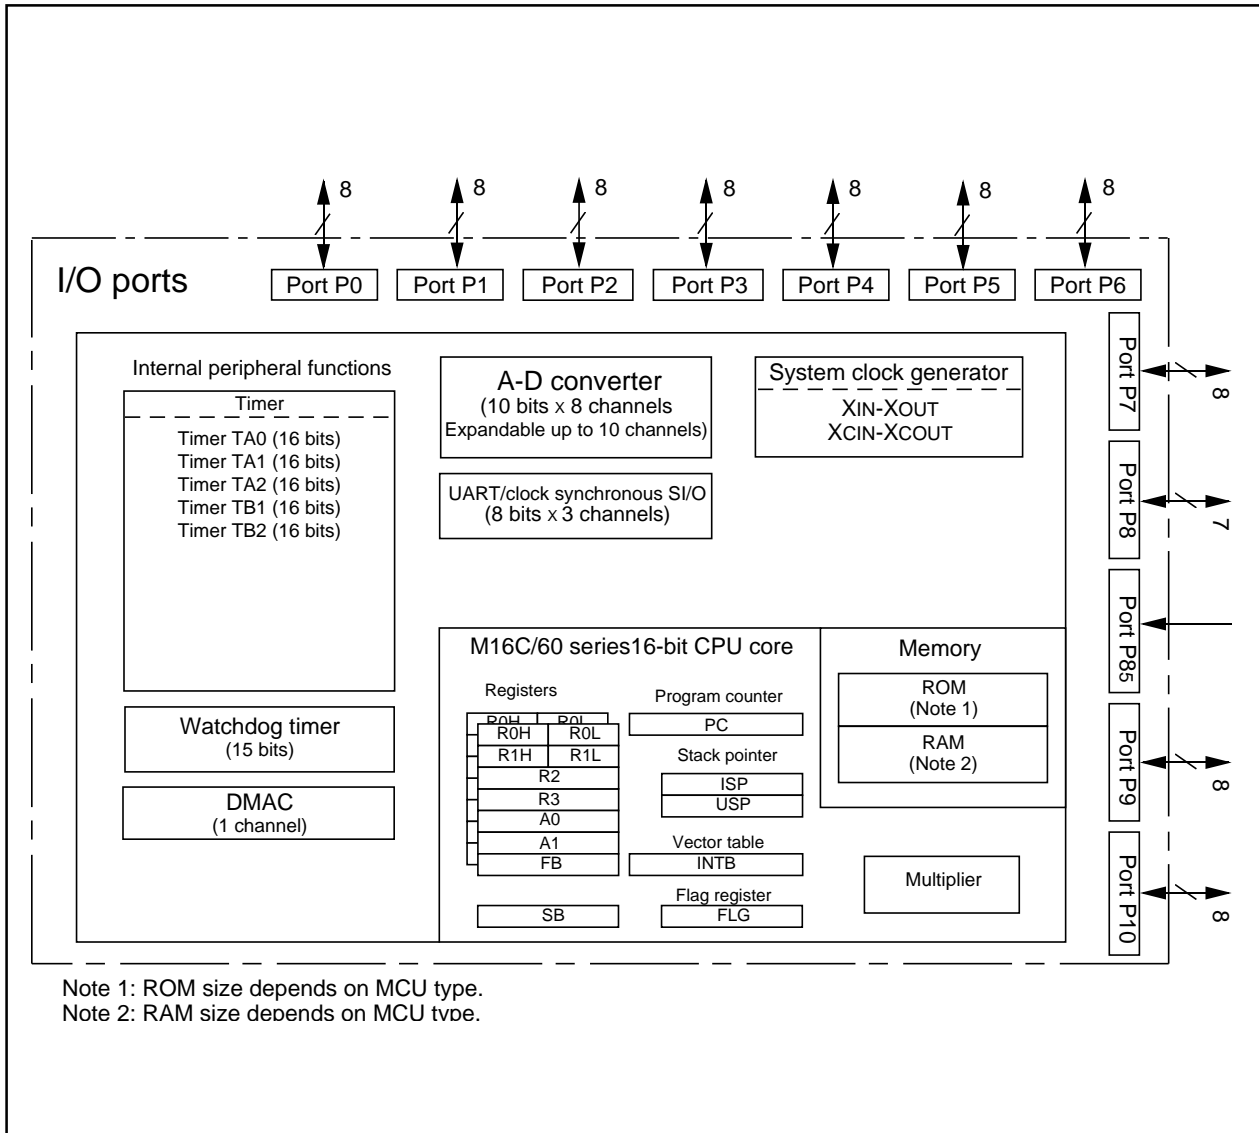 8 8 8 8 8 8 8
I/O ports
Port P0 Port P1 Port P2 Port P3 Port P4 Port P5 Port P6
Port P7
8
Port P8
7
Port P85
Port P9
8
Port P10
8
Internal peripheral functions
Timer
Timer TA0 (16 bits)
Timer TA1 (16 bits)
Timer TA2 (16 bits)
Timer TB1 (16 bits)
Timer TB2 (16 bits)
Watchdog timer
(15 bits)
DMAC
(1 channel)
A-D converter
(10 bits x 8 channels
Expandable up to 10 channels)
UART/clock synchronous SI/O
(8 bits x 3 channels)
System clock generator
XIN-XOUT
XCIN-XCOUT
M16C/60 series16-bit CPU core
Registers
R0H R0L
R0H R0L
R1H R1L
R2
R3
A0
A1
FB
SB
Program counter
PC
Stack pointer
ISP
USP
Vector table
INTB
Flag register
FLG
Memory
ROM
(Note 1)
RAM
(Note 2)
Multiplier
Note 1: ROM size depends on MCU type.
Note 2: RAM size depends on MCU type.